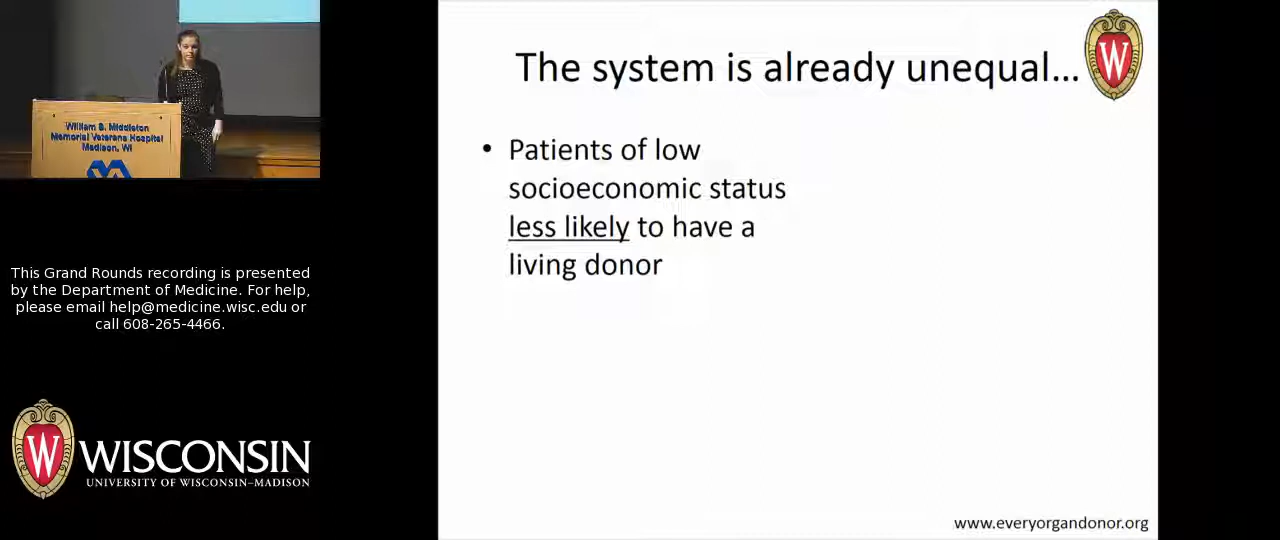 William S. Middleton
Memorial Veterans Hospital
Madison, WI
This Grand Rounds recording is presented
by the Department of Medicine. For help,
please email help@medicine.wisc.edu or
call 608-265-4466.
W WISCONSIN
UNIVERSITY OF WISCONSIN–MADISON
The system is already unequal...
W
• Patients of low
socioeconomic status
less likely to have a
living donor
www.everyorgandonor.org